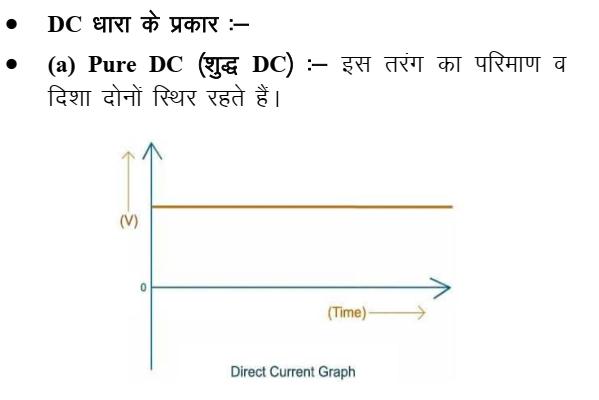 • DC धारा के प्रकार :–
• (a) Pure DC (शुद्ध DC) :– इस तरंग का परिमाण व
दिशा दोनों स्थिर रहते हैं।
(V)
0
(Time)
Direct Current Graph